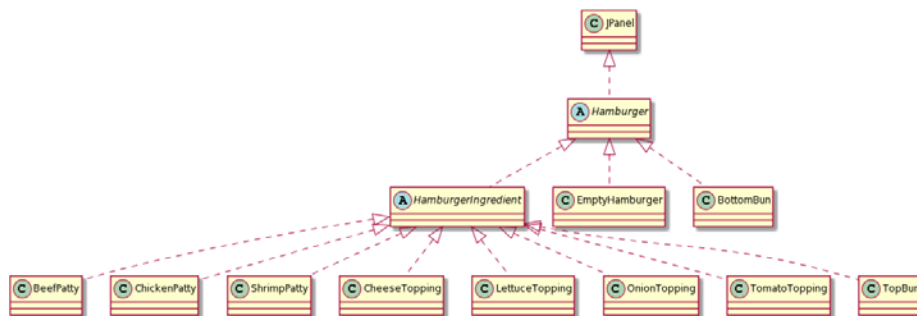 C JPanel
A Hamburger
A HamburgerIngredient
C EmptyHamburger
C BottomBun
C BeefPatty
C ChickenPatty
C ShrimpPatty
C CheeseTopping
C LettuceTopping
C OnionTopping
C TomatoTopping
C TopBun